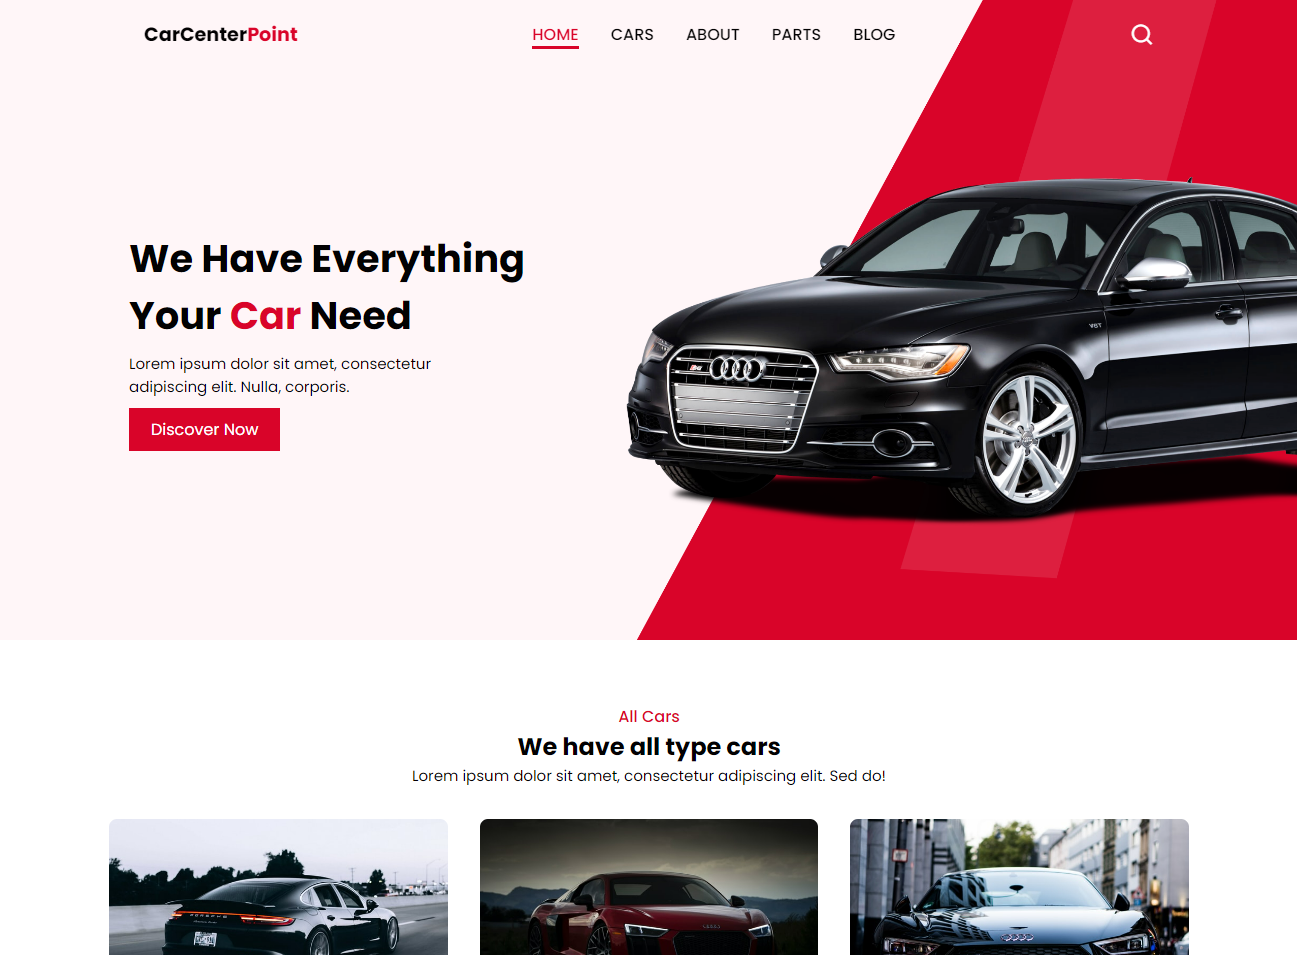 CarCenterPoint
HOME CARS ABOUT PARTS BLOG
We Have Everything
Your Car Need
Lorem ipsum dolor sit amet, consectetur
adipiscing elit. Nulla, corporis.
Discover Now
V6T
All Cars
We have all type cars
Lorem ipsum dolor sit amet, consectetur adipiscing elit. Sed do!
PORSCHE